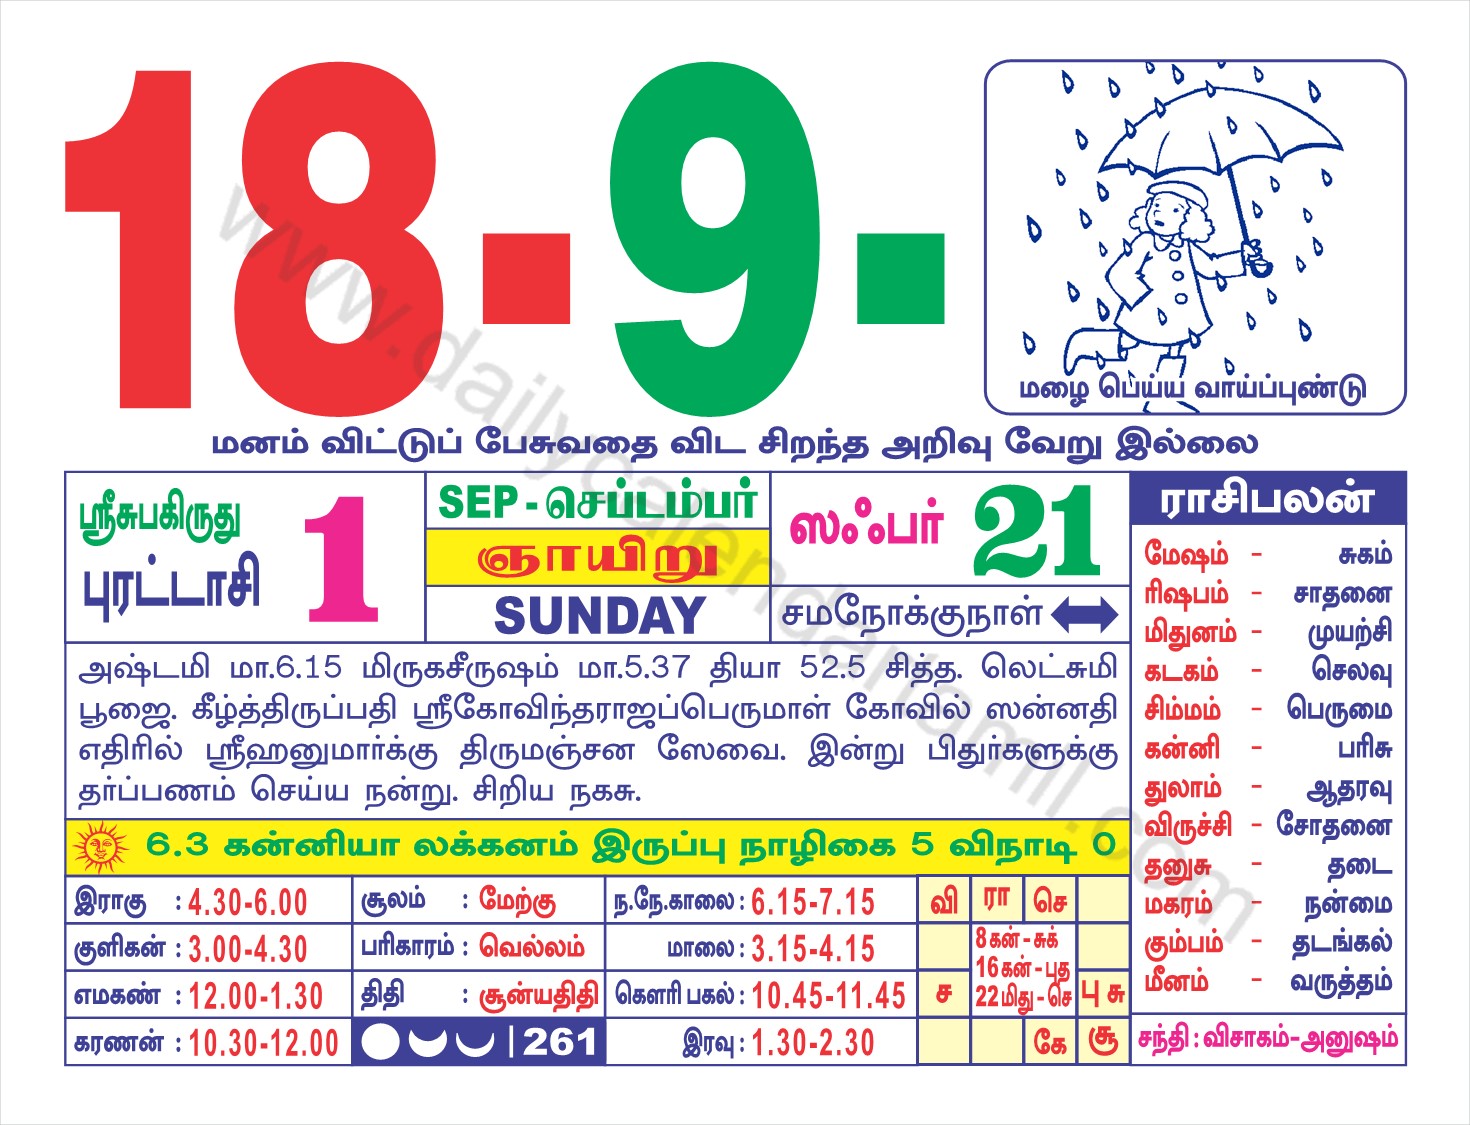 18-9-
மழை பெய்ய வாய்ப்புண்டு
மனம் விட்டுப் பேசுவதை விட சிறந்த அறிவு வேறு இல்லை
ஸ்ரீசுபகிருது
புரட்டாசி 1
SEP - செப்டம்பர்
ஞாயிறு
SUNDAY
ஸஃபர் 21
சமநோக்குநாள்
அஷ்டமி மா.6.15 மிருகசீருஷம் மா.5.37 தியா 52.5 சித்த. லெட்சுமி
பூஜை. கீழ்த்திருப்பதி ஸ்ரீகோவிந்தராஜப்பெருமாள் கோவில் ஸன்னதி
எதிரில் ஸ்ரீஹனுமார்க்கு திருமஞ்சன ஸேவை. இன்று பிதுர்களுக்கு
தர்ப்பணம் செய்ய நன்று. சிறிய நகசு.
6.3 கன்னியா லக்கனம் இருப்பு நாழிகை 5 விநாடி 0
இராகு : 4.30-6.00
குளிகன் : 3.00-4.30
எமகண் : 12.00-1.30
கரணன் : 10.30-12.00
சூலம் : மேற்கு
பரிகாரம் : வெல்லம்
திதி : சூன்யதிதி
261
ந.நே.காலை : 6.15-7.15
மாலை : 3.15-4.15
கௌரி பகல் : 10.45-11.45
இரவு : 1.30-2.30
வி ரா செ
8 கன் - சுக்
16 கன் - புத
ச 22 மிது - செ பு சு
கே சூ
ராசிபலன்
மேஷம் - சுகம்
ரிஷபம் - சாதனை
மிதுனம் - முயற்சி
கடகம் - செலவு
சிம்மம் - பெருமை
கன்னி - பரிசு
துலாம் - ஆதரவு
விருச்சி - சோதனை
தனுசு - தடை
மகரம் - நன்மை
கும்பம் - தடங்கல்
மீனம் - வருத்தம்
சந்தி : விசாகம்-அனுஷம்
www.dailycalendartamil.com